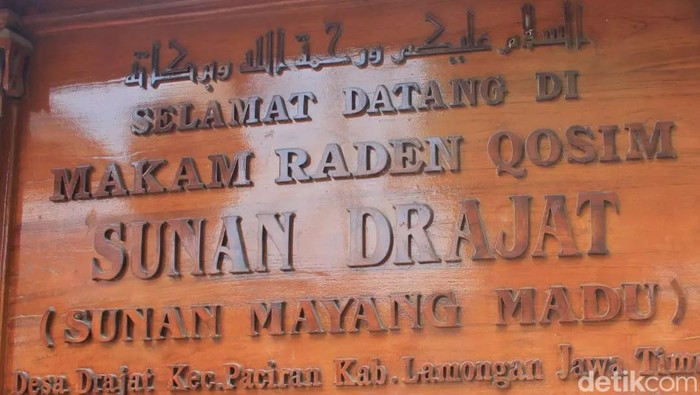 السلام عليكم ورحمة الله وبركاته
SELAMAT DATANG DI
MAKAM RADEN QOSIM
SUNAN DRAJAT
(SUNAN MAYANG MADU)
Desa Drajat Kec.Paciran Kab.Lamongan Jawa Timu
detikcom